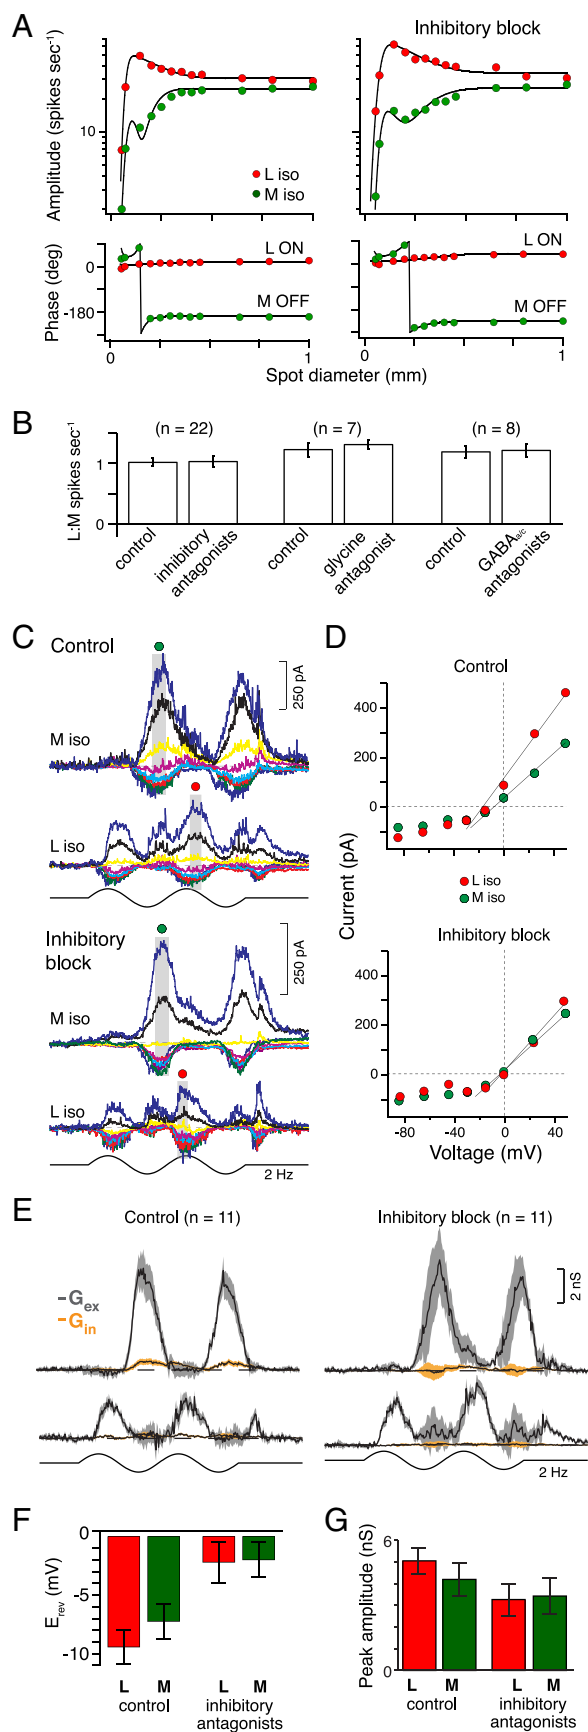 A
Inhibitory block
Amplitude (spikes sec-1)
10
10
L iso
M iso
Phase (deg)
0
-180
L ON
M OFF
L ON
M OFF
0
1
0
1
Spot diameter (mm)
B
L:M spikes sec-1
(n = 22)
(n = 7)
(n = 8)
1
0
control
inhibitory
antagonists
control
glycine
antagonist
control
GABAa/c
antagonists
C
Control
250 pA
M iso
L iso
Inhibitory
block
250 pA
M iso
L iso
2 Hz
D
Control
400
200
0
Current (pA)
L iso
M iso
Inhibitory block
400
200
0
-80
-40
0
40
Voltage (mV)
E
Control (n = 11)
Inhibitory block (n = 11)
Gex
Gin
2 nS
2 Hz
F
0
-5
-10
Erev (mV)
L
M
L
M
control
inhibitory
antagonists
G
Peak amplitude (nS)
6
0
L
M
L
M
control
inhibitory
antagonists